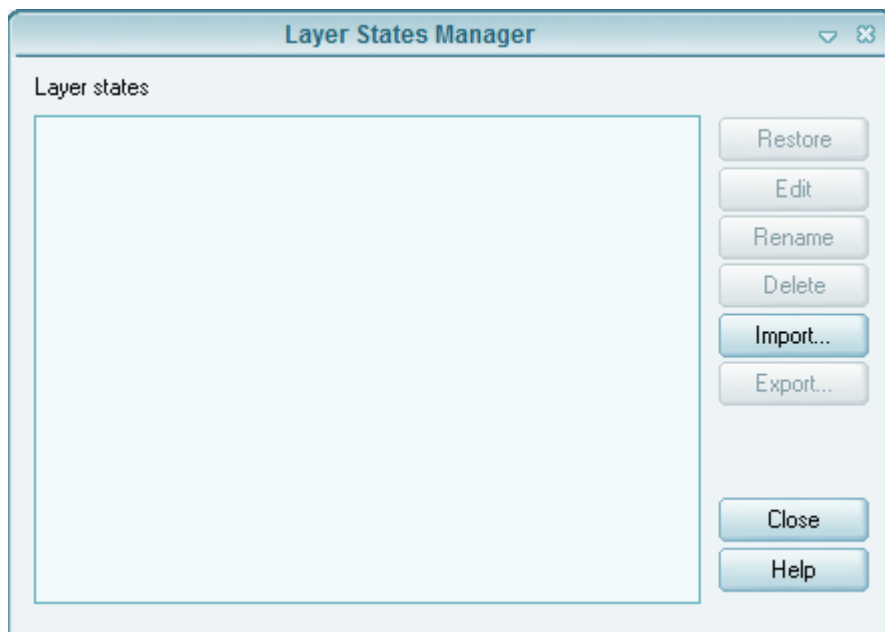 Layer States Manager
Layer states
Restore
Edit
Rename
Delete
Import...
Export...
Close
Help